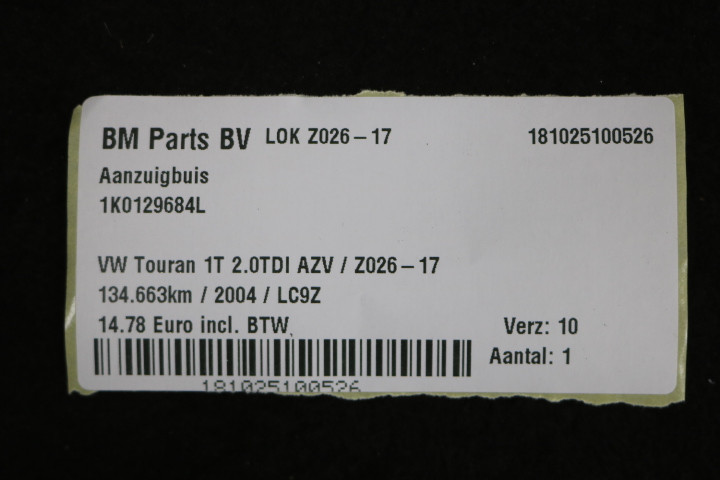 BM Parts BV LOK Z026-17 181025100526
Aanzuigbuis
1K0129684L
VW Touran 1T 2.0TDI AZV / Z026-17
134.663km / 2004 / LC9Z
14.78 Euro incl. BTW. Verz: 10
Aantal: 1
181025100526